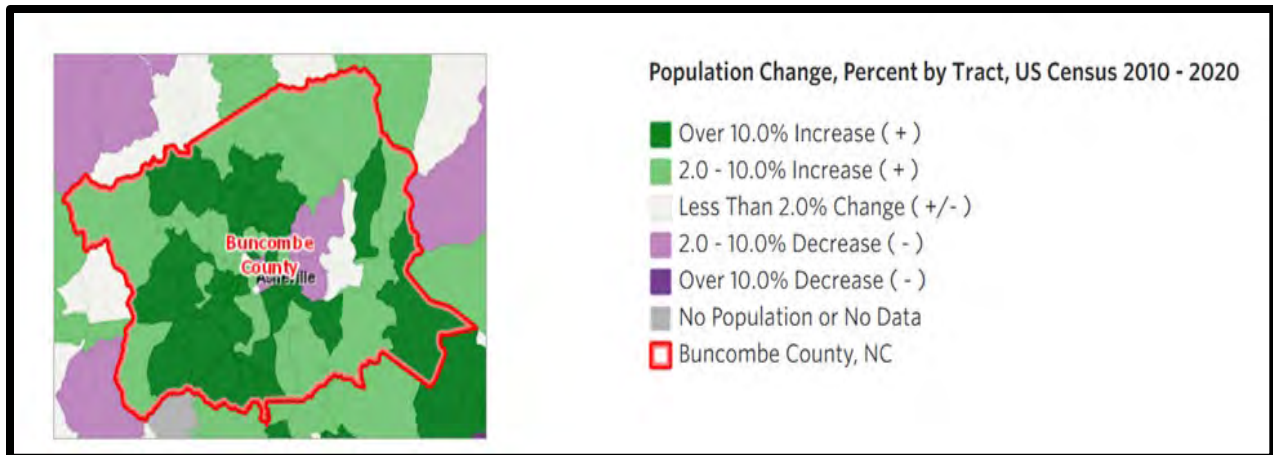 Population Change, Percent by Tract, US Census 2010 - 2020
Over 10.0% Increase ( + )
2.0 - 10.0% Increase ( + )
Less Than 2.0% Change ( +/- )
2.0 - 10.0% Decrease ( - )
Over 10.0% Decrease ( - )
No Population or No Data
Buncombe County, NC
Buncombe
County
Asheville